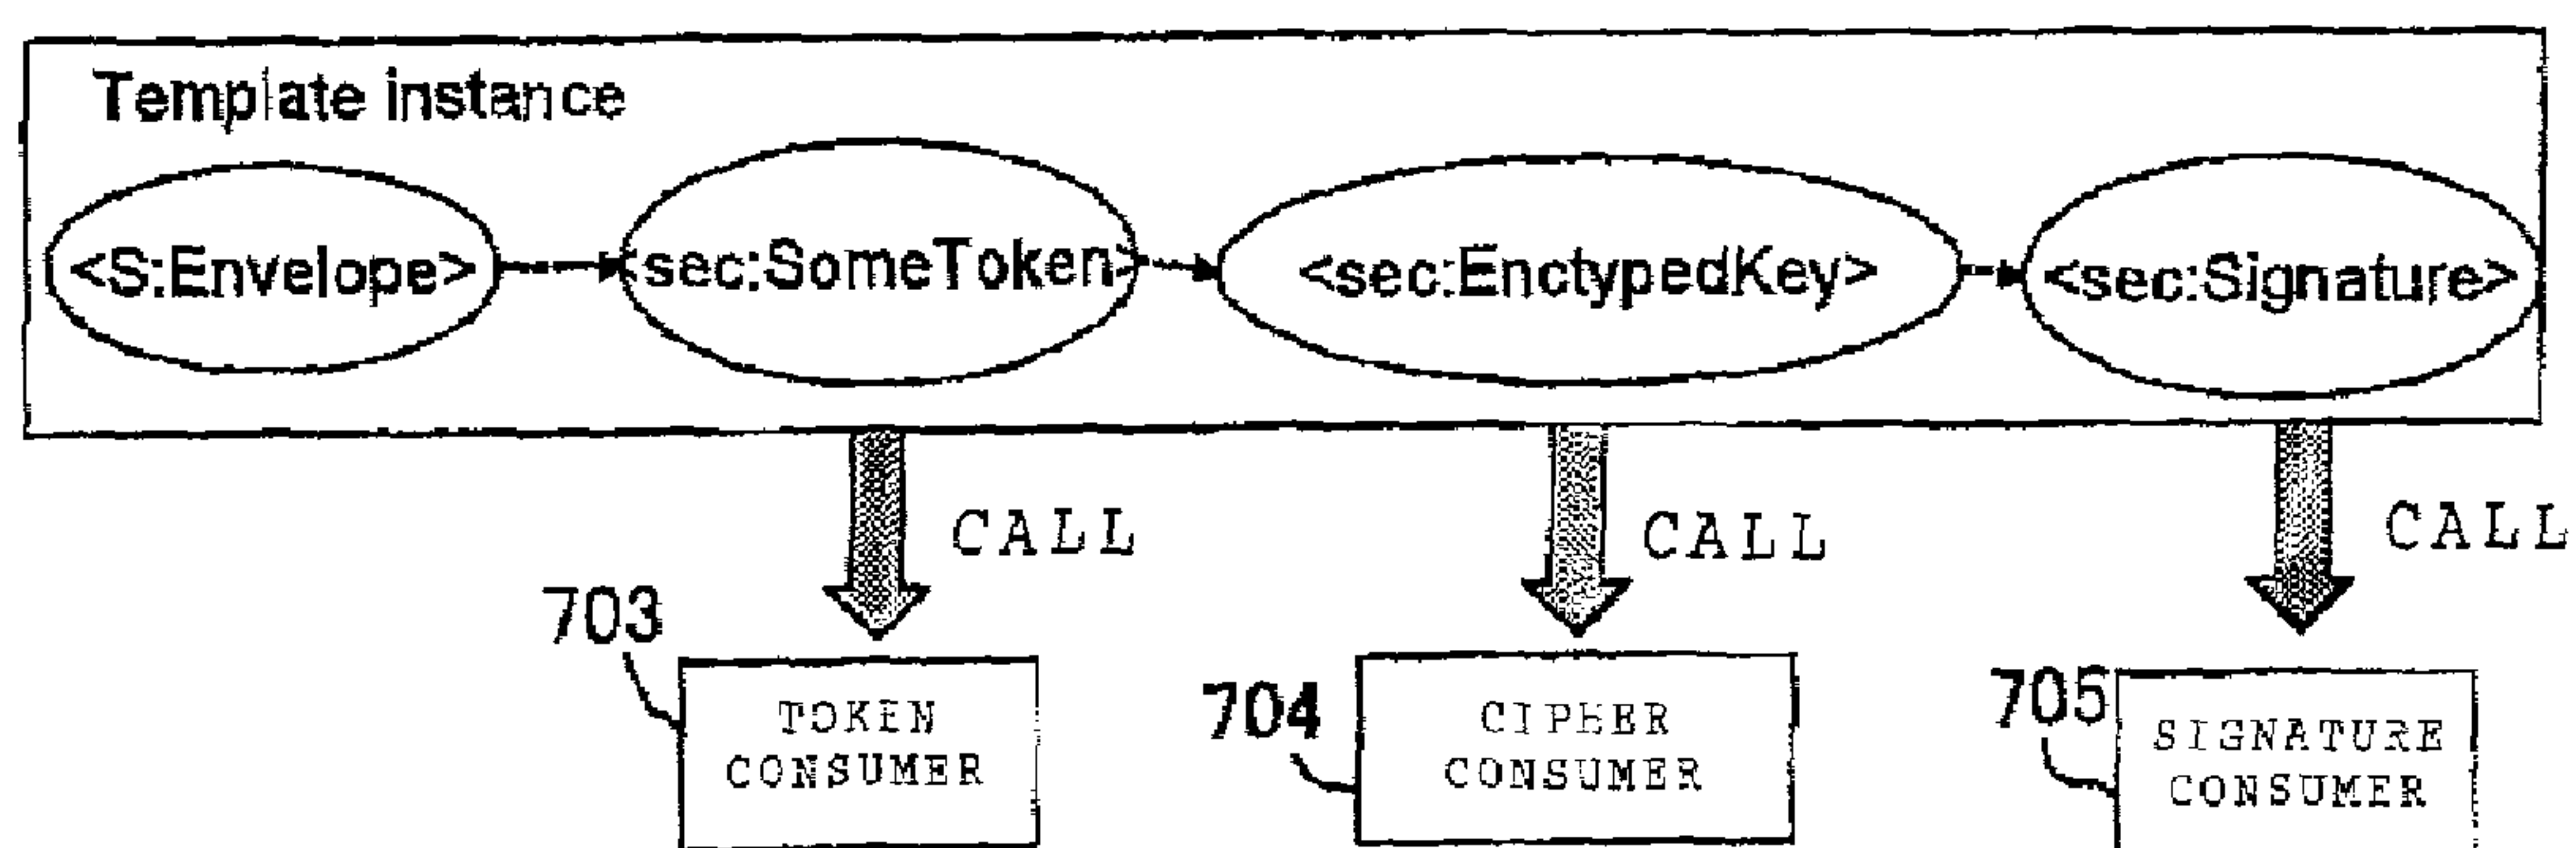 Template instance
<S:Envelope>
<sec:SomeToken>
<sec:EnctypedKey>
<sec:Signature>
CALL
CALL
CALL
703
704
705
TOKEN
CONSUMER
CIPHER
CONSUMER
SIGNATURE
CONSUMER